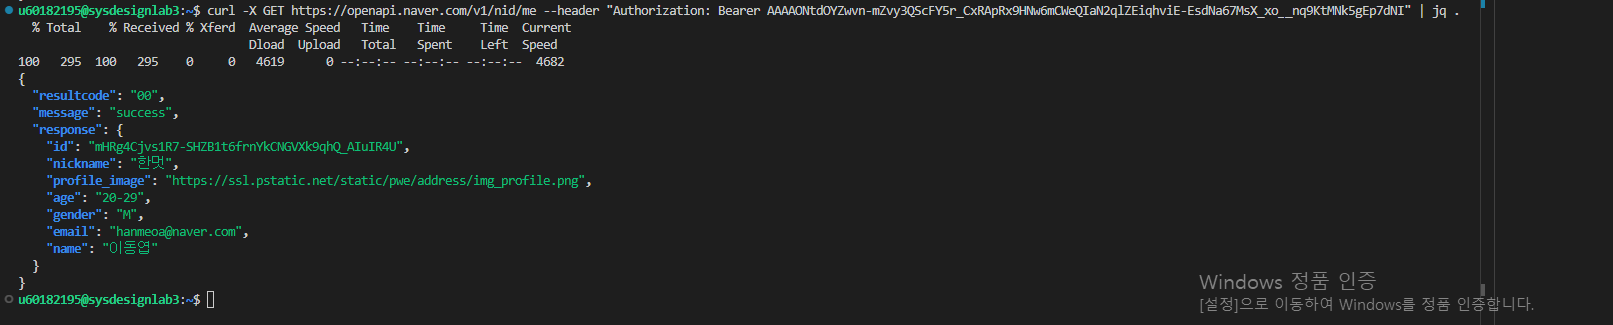 u60182195@sysdesignlab3:~$ curl -X GET https://openapi.naver.com/v1/nid/me --header "Authorization: Bearer AAAAONtdOYZwvn-mZvy3QScFY5r_CxRApRx9HNw6mCWeQIaN2qlZEiqhviE-EsdNa67MsX_xo__nq9KtMNk5gEp7dNI" | jq .
% Total % Received % Xferd Average Speed Time Time Time Current
Dload Upload Total Spent Left Speed
100 295 100 295 0 0 4619 0 --:--:-- --:--:-- --:--:-- 4682
{
"resultcode": "00",
"message": "success",
"response": {
"id": "mHRg4Cjvs1R7-SHZB1t6frnYkCNGVXk9qhQ_AIuIR4U",
"nickname": "한멋",
"profile_image": "https://ssl.pstatic.net/static/pwe/address/img_profile.png",
"age": "20-29",
"gender": "M",
"email": "hanmeoa@naver.com",
"name": "이동엽"
}
}
u60182195@sysdesignlab3:~$
Windows 정품 인증
[설정]으로 이동하여 Windows를 정품 인증합니다.